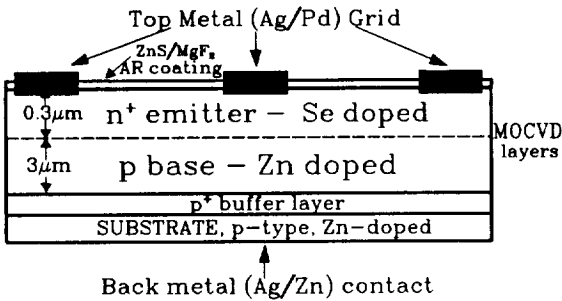 Top Metal (Ag/Pd) Grid
ZnS/MgF₂
AR coating
0.3μm
n⁺ emitter – Se doped
MOCVD
layers
3μm
p base – Zn doped
p⁺ buffer layer
SUBSTRATE, p-type, Zn-doped
Back metal (Ag/Zn) contact